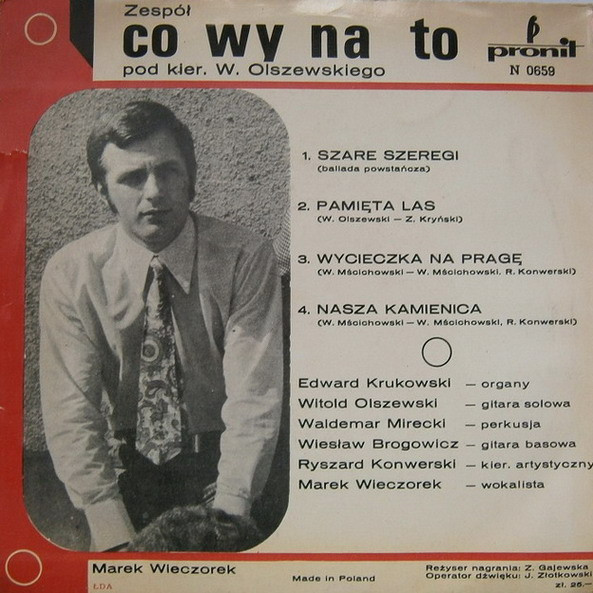 Zespół
co wy na to
pod kier. W. Olszewskiego
pronit
N 0659
1. SZARE SZEREGI
(ballada powstańcza)
2. PAMIĘTA LAS
(W. Olszewski — Z. Kryński)
3. WYCIECZKA NA PRAGĘ
(W. Mścichowski — W. Mścichowski, R. Konwerski)
4. NASZA KAMIENICA
(W. Mścichowski — W. Mścichowski, R. Konwerski)
Edward Krukowski — organy
Witold Olszewski — gitara solowa
Waldemar Mirecki — perkusja
Wiesław Brogowicz — gitara basowa
Ryszard Konwerski — kier. artystyczny
Marek Wieczorek — wokalista
Marek Wieczorek
ŁDA
Made in Poland
Reżyser nagrania: Z. Gajewska
Operator dźwięku: J. Złotkowski
zł. 25.—